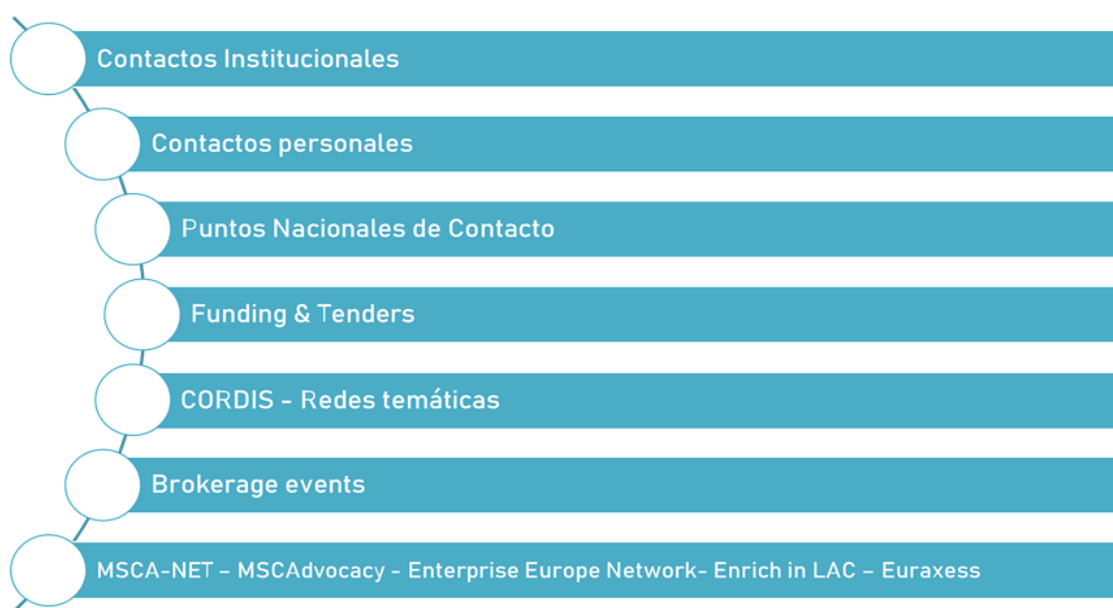 Contactos Institucionales
Contactos personales
Puntos Nacionales de Contacto
Funding & Tenders
CORDIS - Redes temáticas
Brokerage events
MSCA-NET – MSCAdvocacy - Enterprise Europe Network- Enrich in LAC – Euraxess